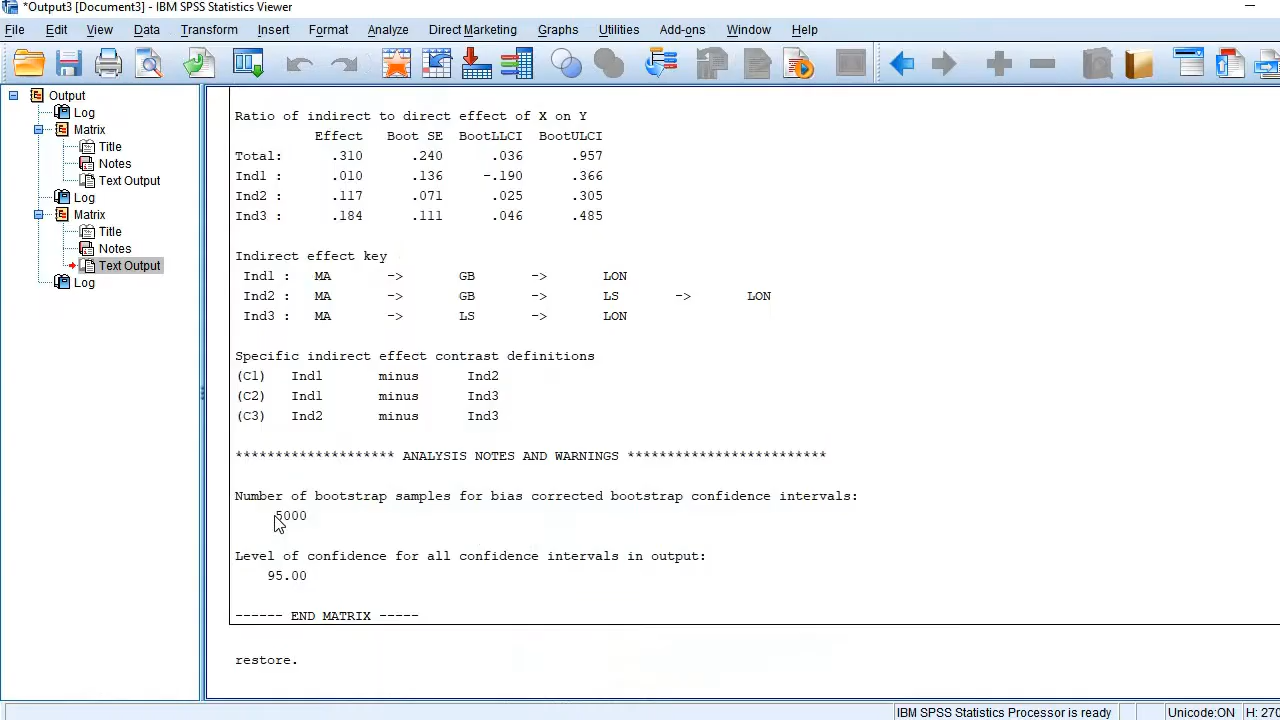 *Output3 [Document3] - IBM SPSS Statistics Viewer
File Edit View Data Transform Insert Format Analyze Direct Marketing Graphs Utilities Add-ons Window Help
Output
Log
Matrix
Title
Notes
Text Output
Log
Matrix
Title
Notes
Text Output
Log
Ratio of indirect to direct effect of X on Y
Effect Boot SE BootLLCI BootULCI
Total: .310 .240 .036 .957
Ind1 : .010 .136 -.190 .366
Ind2 : .117 .071 .025 .305
Ind3 : .184 .111 .046 .485
Indirect effect key
Ind1 : MA -> GB -> LON
Ind2 : MA -> GB -> LS -> LON
Ind3 : MA -> LS -> LON
Specific indirect effect contrast definitions
(C1) Ind1 minus Ind2
(C2) Ind1 minus Ind3
(C3) Ind2 minus Ind3
******************** ANALYSIS NOTES AND WARNINGS *************************
Number of bootstrap samples for bias corrected bootstrap confidence intervals:
5000
Level of confidence for all confidence intervals in output:
95.00
------ END MATRIX -----
restore.
IBM SPSS Statistics Processor is ready Unicode:ON H: 270